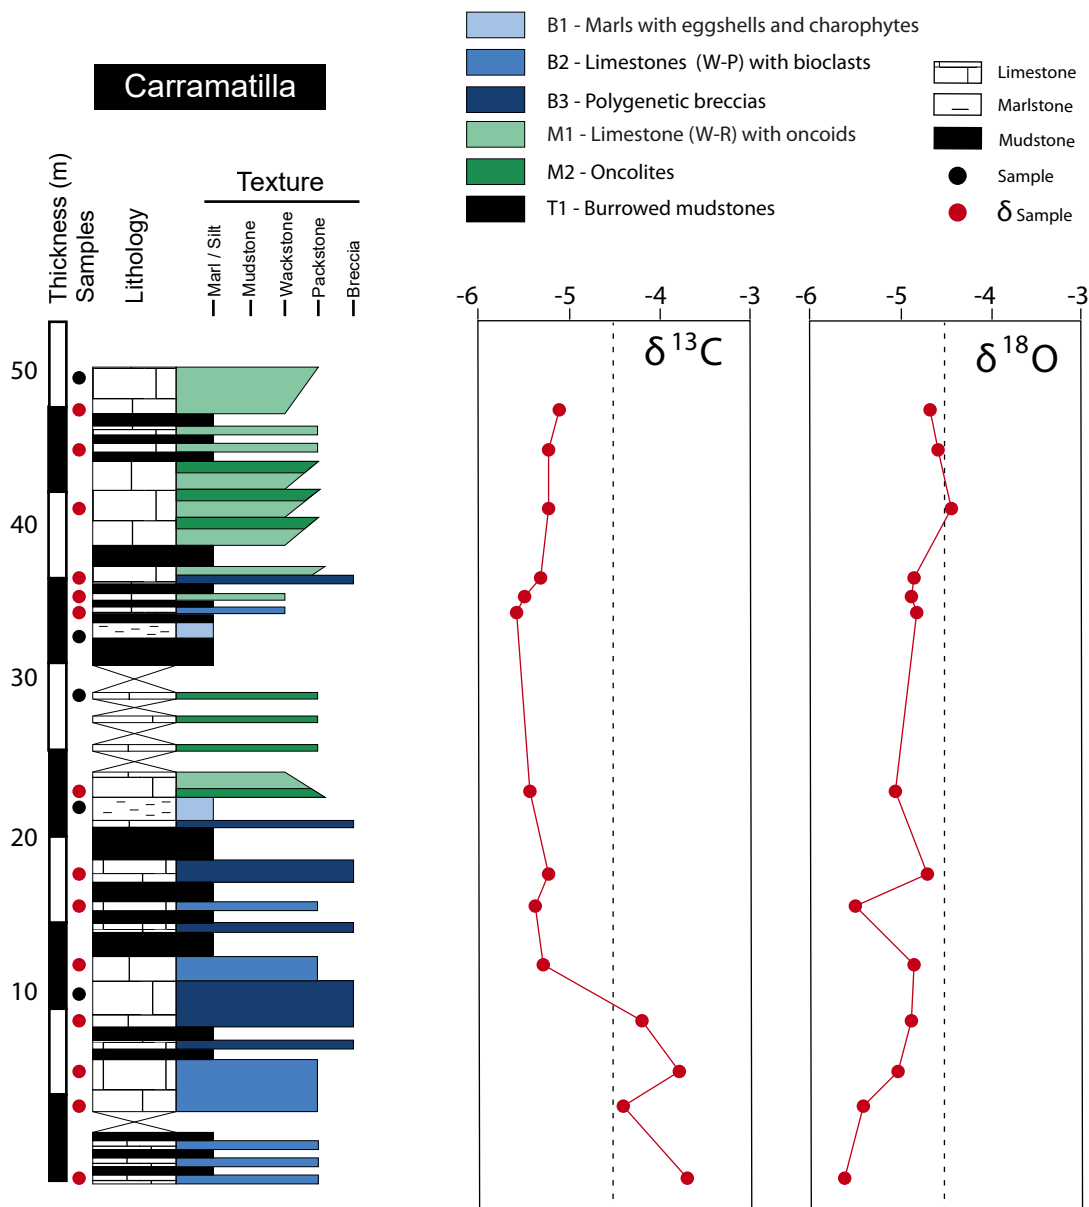 Carramatilla
B1 - Marls with eggshells and charophytes
B2 - Limestones (W-P) with bioclasts
B3 - Polygenetic breccias
M1 - Limestone (W-R) with oncoids
M2 - Oncolites
T1 - Burrowed mudstones
Limestone
Marlstone
Mudstone
Sample
δ Sample
Thickness (m)
Samples
Lithology
Texture
Marl / Silt
Mudstone
Wackstone
Packstone
Breccia
-6 -5 -4 -3
δ 13C
-6 -5 -4 -3
δ 18O
50
40
30
20
10